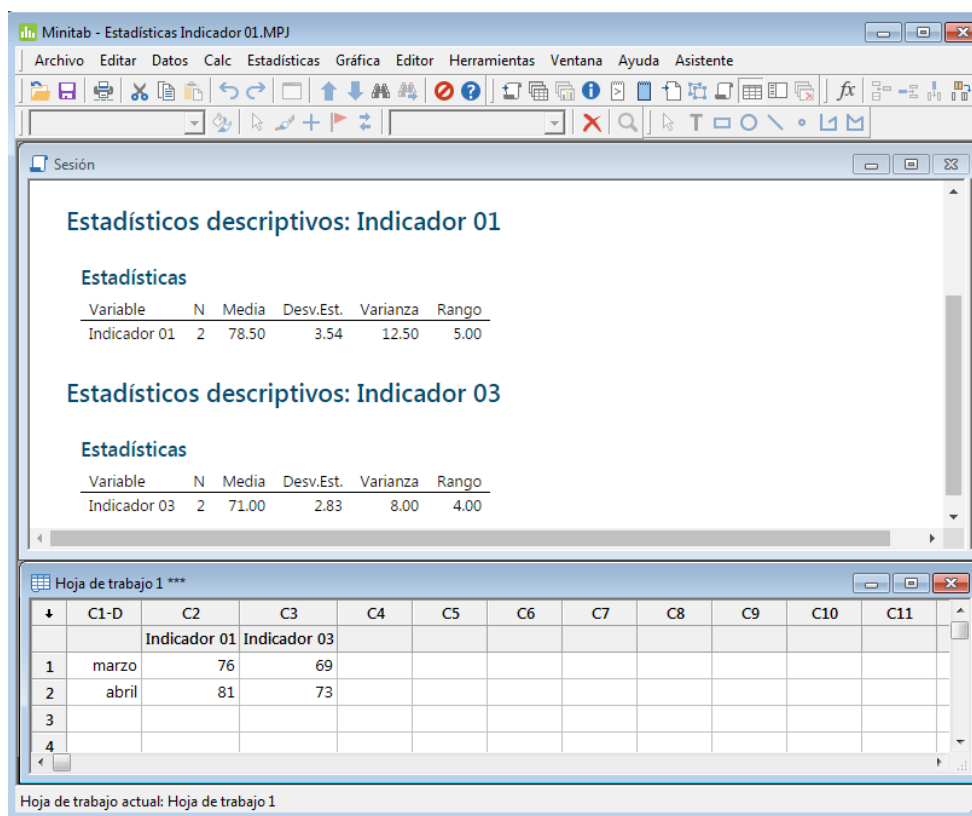 Minitab - Estadísticas Indicador 01.MPJ
Archivo Editar Datos Calc Estadísticas Gráfica Editor Herramientas Ventana Ayuda Asistente
fx
T
Sesión
Estadísticos descriptivos: Indicador 01
Estadísticas
Variable N Media Desv.Est. Varianza Rango
Indicador 01 2 78.50 3.54 12.50 5.00
Estadísticos descriptivos: Indicador 03
Estadísticas
Variable N Media Desv.Est. Varianza Rango
Indicador 03 2 71.00 2.83 8.00 4.00
Hoja de trabajo 1 ***
C1-D C2 C3 C4 C5 C6 C7 C8 C9 C10 C11
Indicador 01 Indicador 03
1 marzo 76 69
2 abril 81 73
3
4
Hoja de trabajo actual: Hoja de trabajo 1